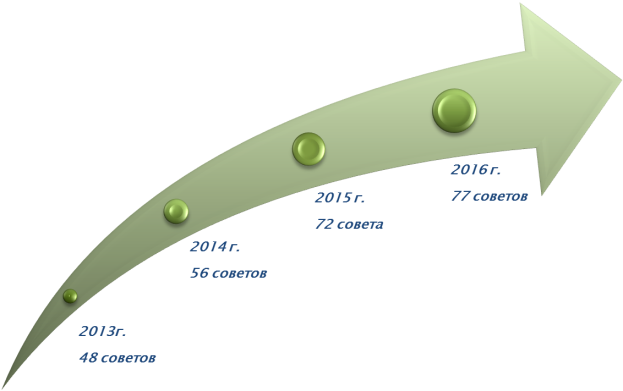 2013г.
48 советов
2014 г.
56 советов
2015 г.
72 совета
2016 г.
77 советов